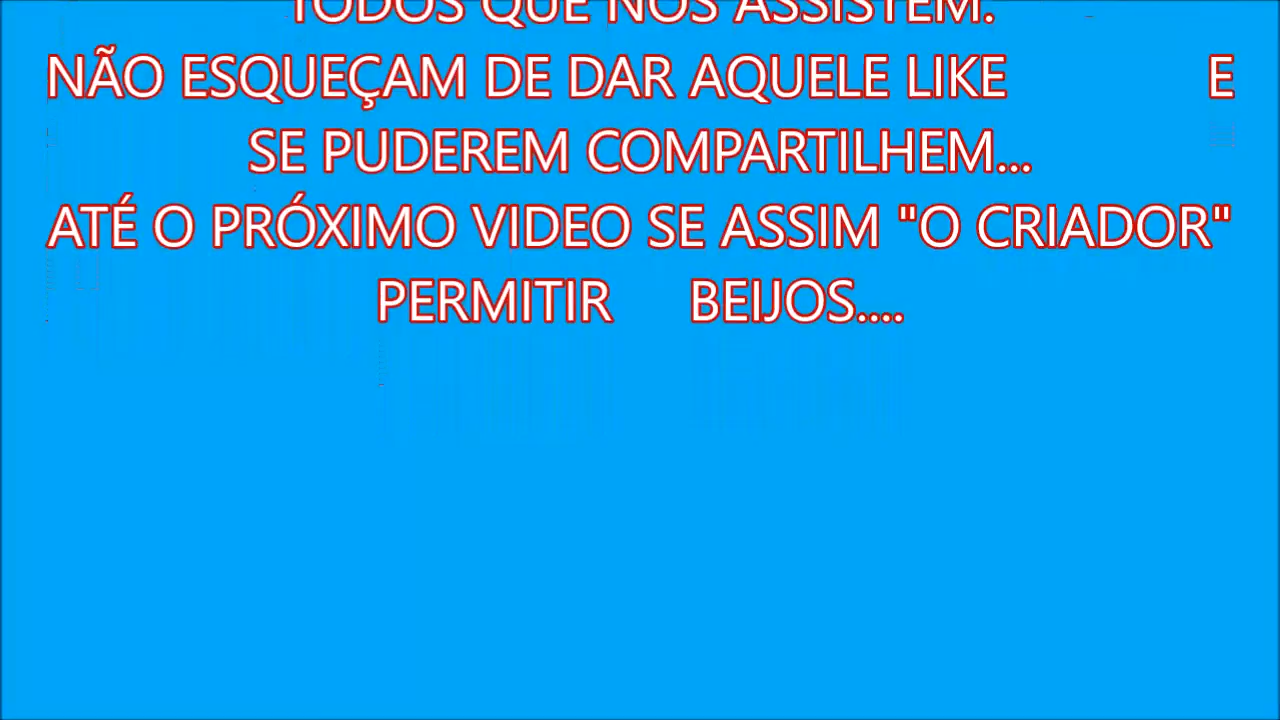 TODOS QUE NOS ASSISTEM.
NÃO ESQUEÇAM DE DAR AQUELE LIKE E
SE PUDEREM COMPARTILHEM...
ATÉ O PRÓXIMO VIDEO SE ASSIM "O CRIADOR"
PERMITIR BEIJOS....